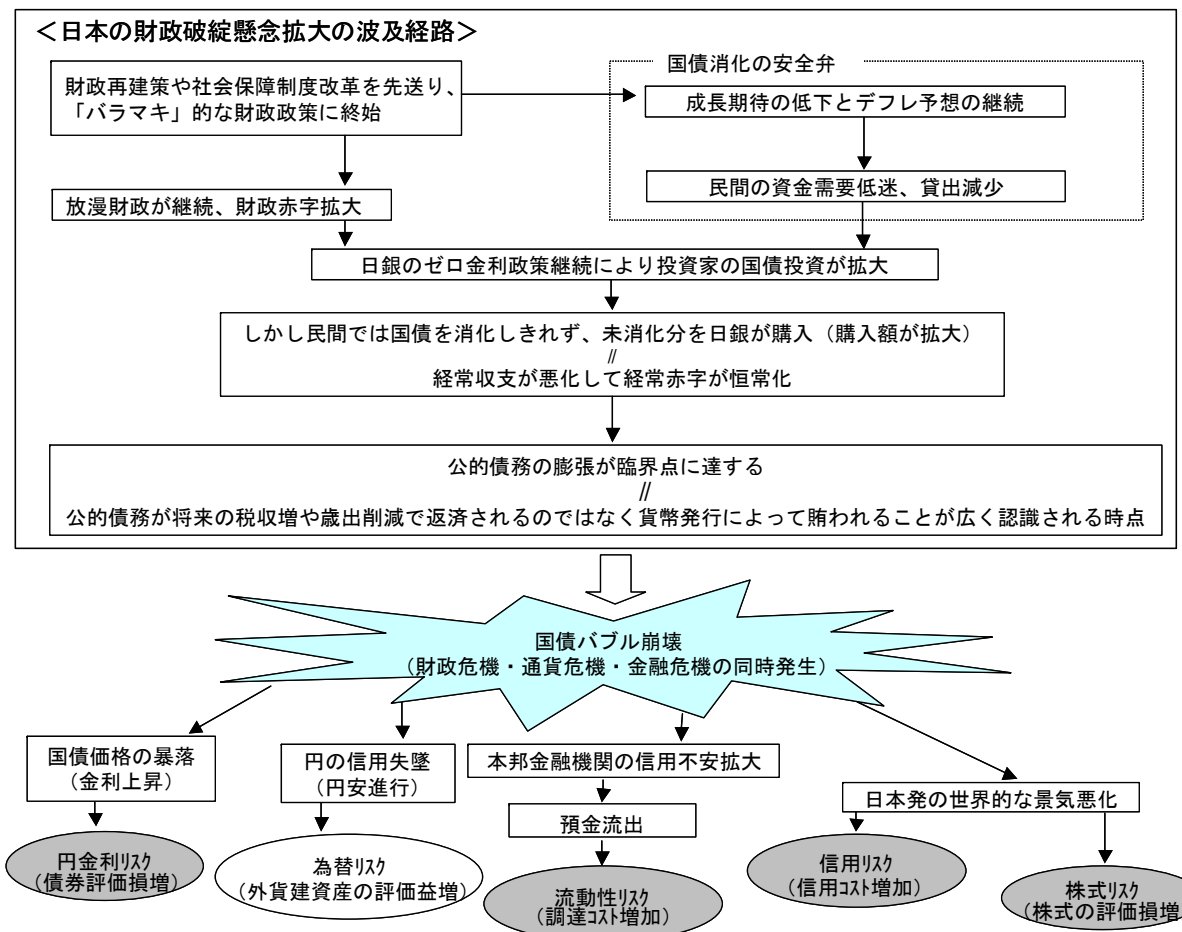 ＜日本の財政破綻懸念拡大の波及経路＞
財政再建策や社会保障制度改革を先送り、
「バラマキ」的な財政政策に終始
国債消化の安全弁
成長期待の低下とデフレ予想の継続
民間の資金需要低迷、貸出減少
放漫財政が継続、財政赤字拡大
日銀のゼロ金利政策継続により投資家の国債投資が拡大
しかし民間では国債を消化しきれず、未消化分を日銀が購入（購入額が拡大）
〃
経常収支が悪化して経常赤字が恒常化
公的債務の膨張が臨界点に達する
〃
公的債務が将来の税収増や歳出削減で返済されるのではなく貨幣発行によって賄われることが広く認識される時点
国債バブル崩壊
（財政危機・通貨危機・金融危機の同時発生）
国債価格の暴落
（金利上昇）
円の信用失墜
（円安進行）
本邦金融機関の信用不安拡大
預金流出
日本発の世界的な景気悪化
円金利ﾘｽｸ
（債券評価損増）
為替ﾘｽｸ
（外貨建資産の評価益増）
流動性ﾘｽｸ
（調達ｺｽﾄ増加）
信用ﾘｽｸ
（信用ｺｽﾄ増加）
株式ﾘｽｸ
（株式の評価損増